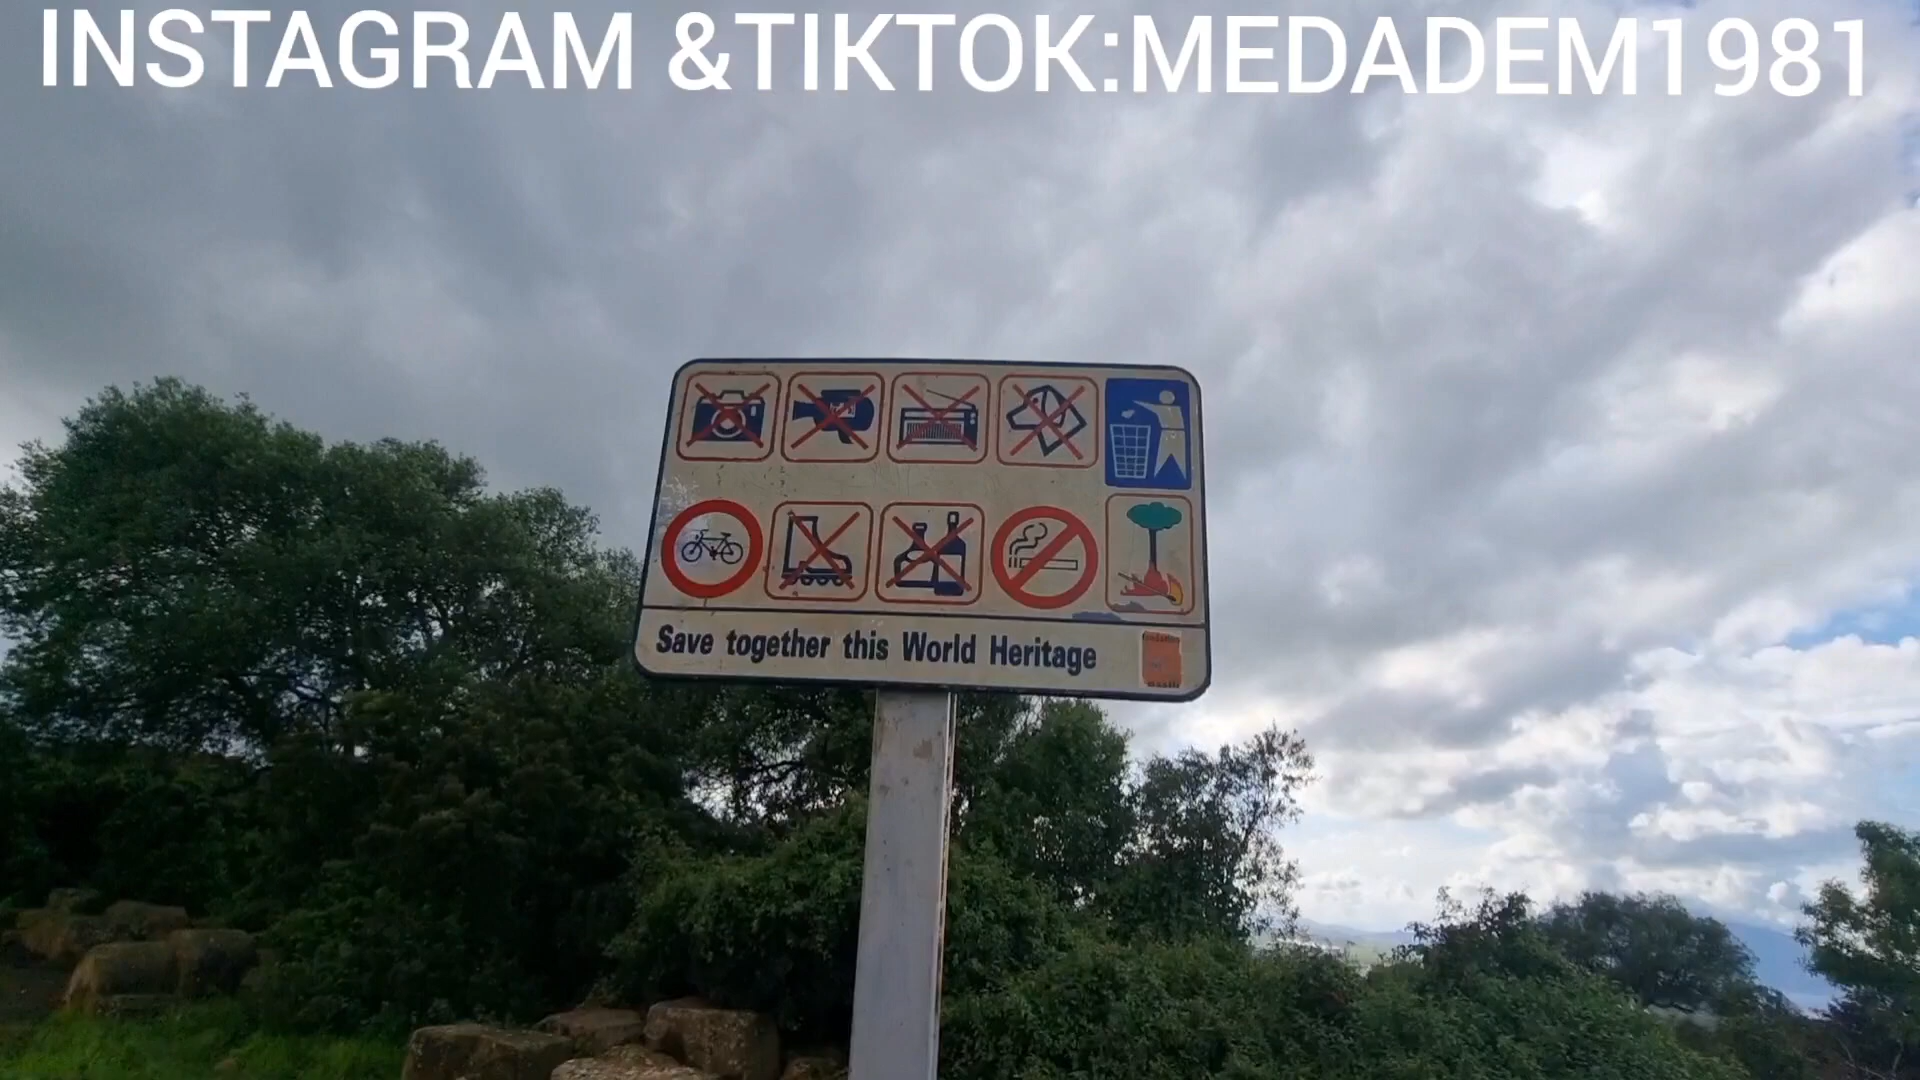 INSTAGRAM &TIKTOK:MEDADEM1981
Save together this World Heritage